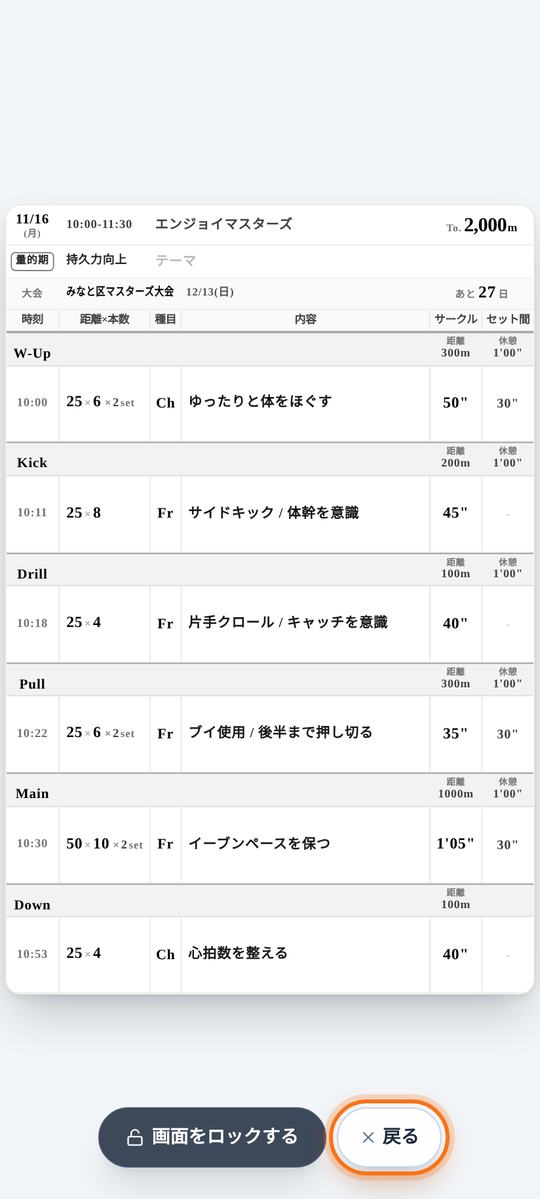 11/16 10:00-11:30 エンジョイマスターズ To. 2,000m
(月)
量的期 持久力向上 テーマ
大会 みなと区マスターズ大会 12/13(日) あと 27 日
時刻 距離×本数 種目 内容 サークル セット間
W-Up 距離 300m 休憩 1'00"
10:00 25×6 ×2set Ch ゆったりと体をほぐす 50" 30"
Kick 距離 200m 休憩 1'00"
10:11 25×8 Fr サイドキック / 体幹を意識 45" –
Drill 距離 100m 休憩 1'00"
10:18 25×4 Fr 片手クロール / キャッチを意識 40" –
Pull 距離 300m 休憩 1'00"
10:22 25×6 ×2set Fr ブイ使用 / 後半まで押し切る 35" 30"
Main 距離 1000m 休憩 1'00"
10:30 50×10 ×2set Fr イーブンペースを保つ 1'05" 30"
Down 距離 100m
10:53 25×4 Ch 心拍数を整える 40" –
画面をロックする × 戻る